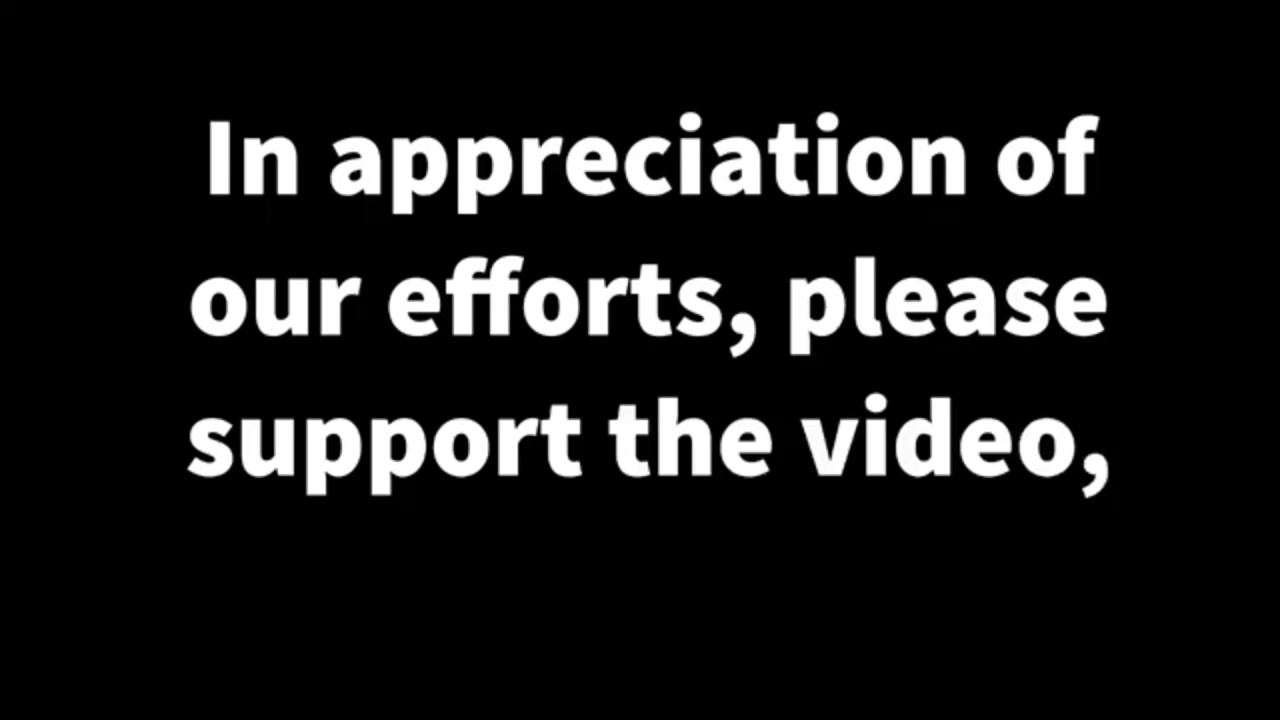 In appreciation of
our efforts, please
support the video,